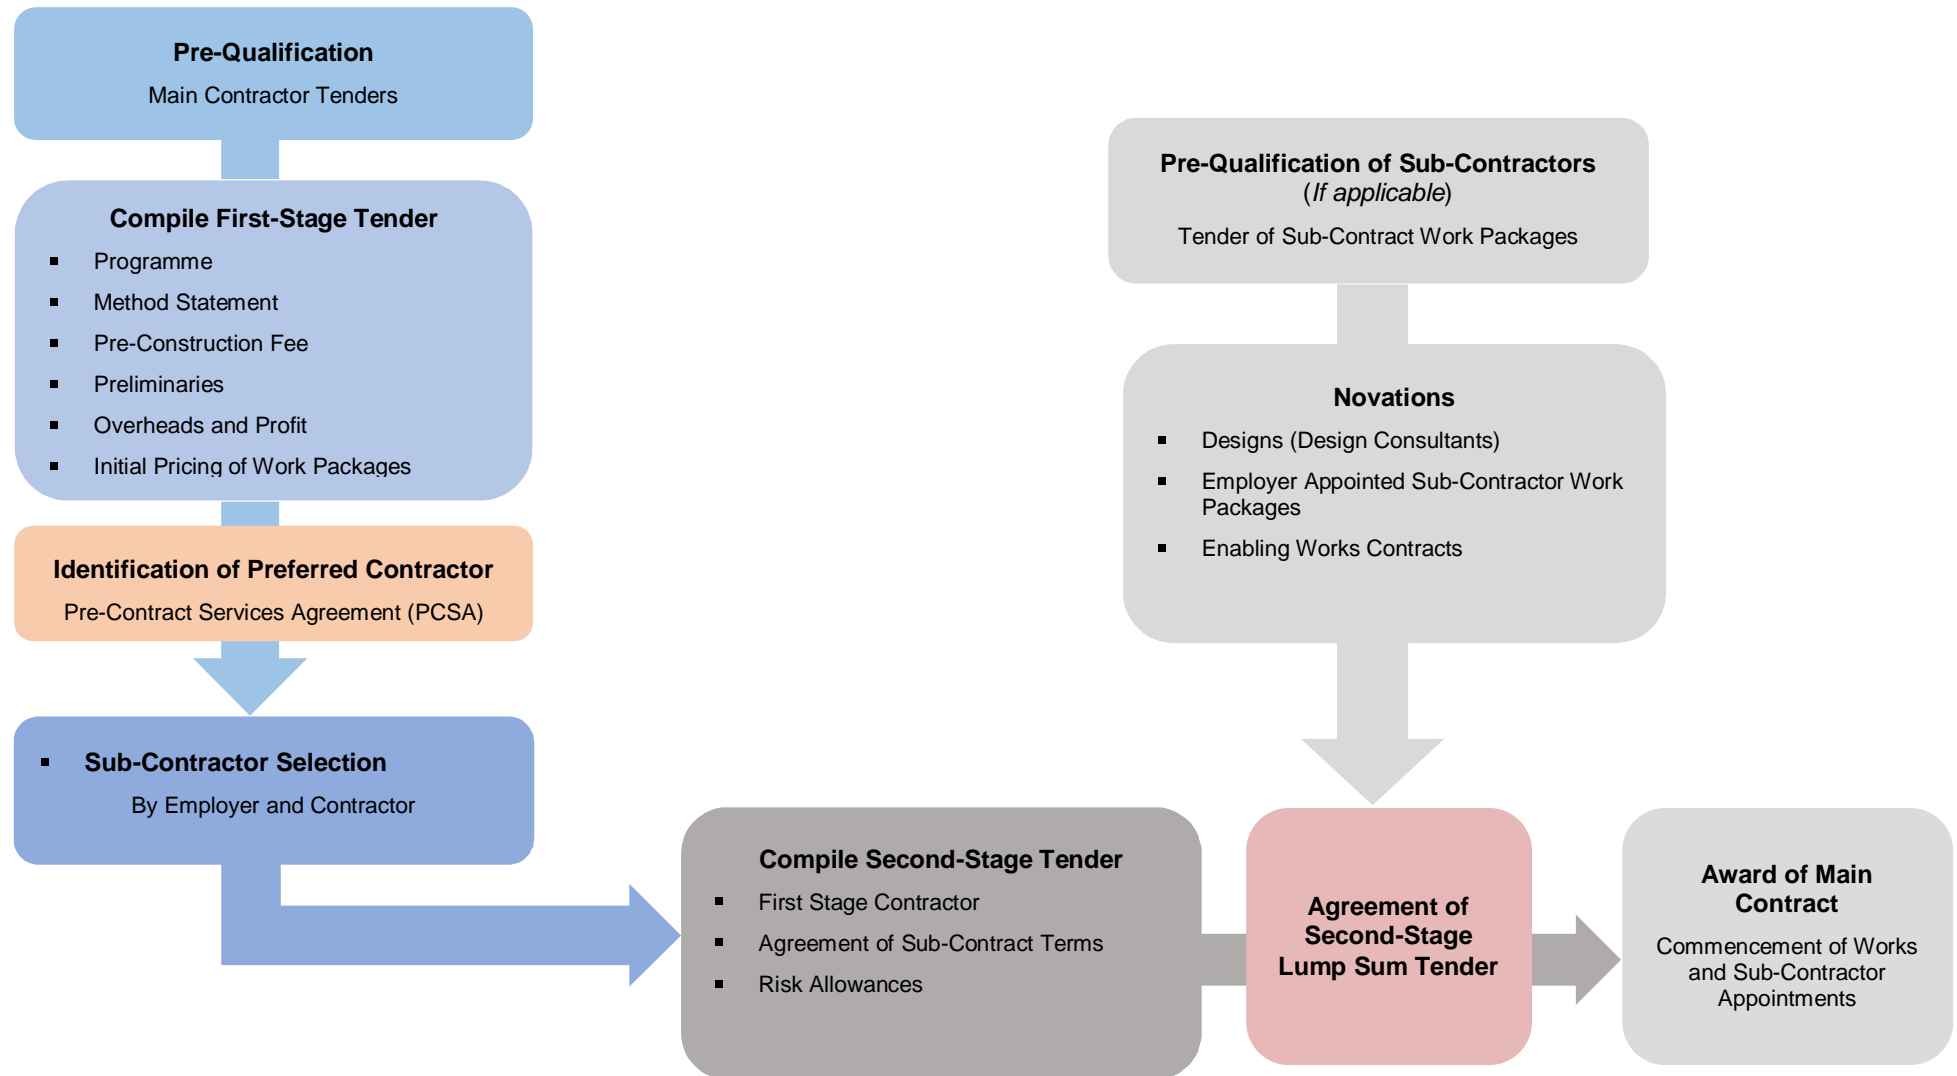 Pre-Qualification
Main Contractor Tenders
Compile First-Stage Tender
▪ Programme
▪ Method Statement
▪ Pre-Construction Fee
▪ Preliminaries
▪ Overheads and Profit
▪ Initial Pricing of Work Packages
Identification of Preferred Contractor
Pre-Contract Services Agreement (PCSA)
▪ Sub-Contractor Selection
By Employer and Contractor
Pre-Qualification of Sub-Contractors
(If applicable)
Tender of Sub-Contract Work Packages
Novations
▪ Designs (Design Consultants)
▪ Employer Appointed Sub-Contractor Work
Packages
▪ Enabling Works Contracts
Compile Second-Stage Tender
▪ First Stage Contractor
▪ Agreement of Sub-Contract Terms
▪ Risk Allowances
Agreement of
Second-Stage
Lump Sum Tender
Award of Main
Contract
Commencement of Works
and Sub-Contractor
Appointments